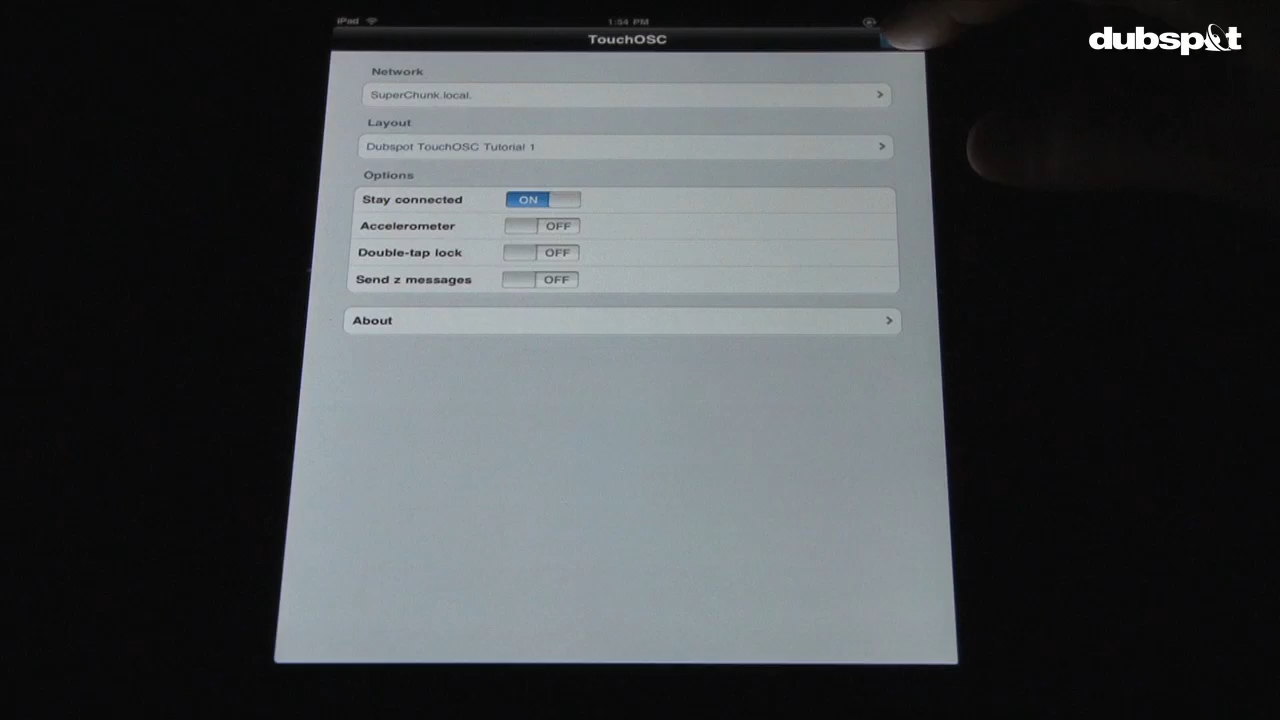 iPad
1:54 PM
TouchOSC
dubspot
Network
SuperChunk.local.
Layout
Dubspot TouchOSC Tutorial 1
Options
Stay connected ON
Accelerometer OFF
Double-tap lock OFF
Send z messages OFF
About